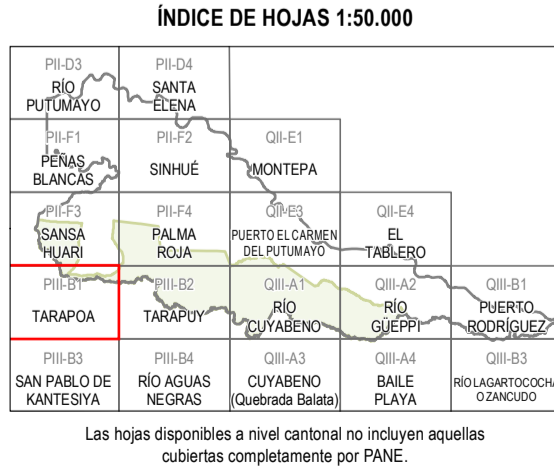 ÍNDICE DE HOJAS 1:50.000
PII-D3
RÍO
PUTUMAYO
PII-D4
SANTA
ELENA
PII-F1
PEÑAS
BLANCAS
PII-F2
SINHUÉ
QII-E1
MONTEPA
PII-F3
SANSA
HUARI
PII-F4
PALMA
ROJA
QII-E3
PUERTO EL CARMEN
DEL PUTUMAYO
QII-E4
EL
TABLERO
PIII-B1
TARAPOA
PIII-B2
TARAPUY
QIII-A1
RÍO
CUYABENO
QIII-A2
RÍO
GÜEPPI
QIII-B1
PUERTO
RODRÍGUEZ
PIII-B3
SAN PABLO DE
KANTESIYA
PIII-B4
RÍO AGUAS
NEGRAS
QIII-A3
CUYABENO
(Quebrada Balata)
QIII-A4
BAILE
PLAYA
QIII-B3
RÍO LAGARTOCOCHA
O ZANCUDO
Las hojas disponibles a nivel cantonal no incluyen aquellas
cubiertas completamente por PANE.